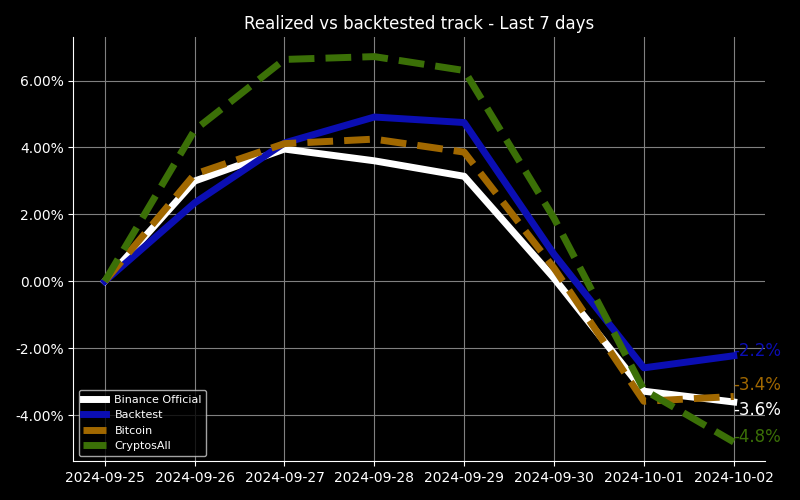 Realized vs backtested track - Last 7 days
6.00%
4.00%
2.00%
0.00%
-2.00%
-4.00%
-2.2%
-3.4%
-3.6%
-4.8%
Binance Official
Backtest
Bitcoin
CryptosAll
2024-09-25 2024-09-26 2024-09-27 2024-09-28 2024-09-29 2024-09-30 2024-10-01 2024-10-02